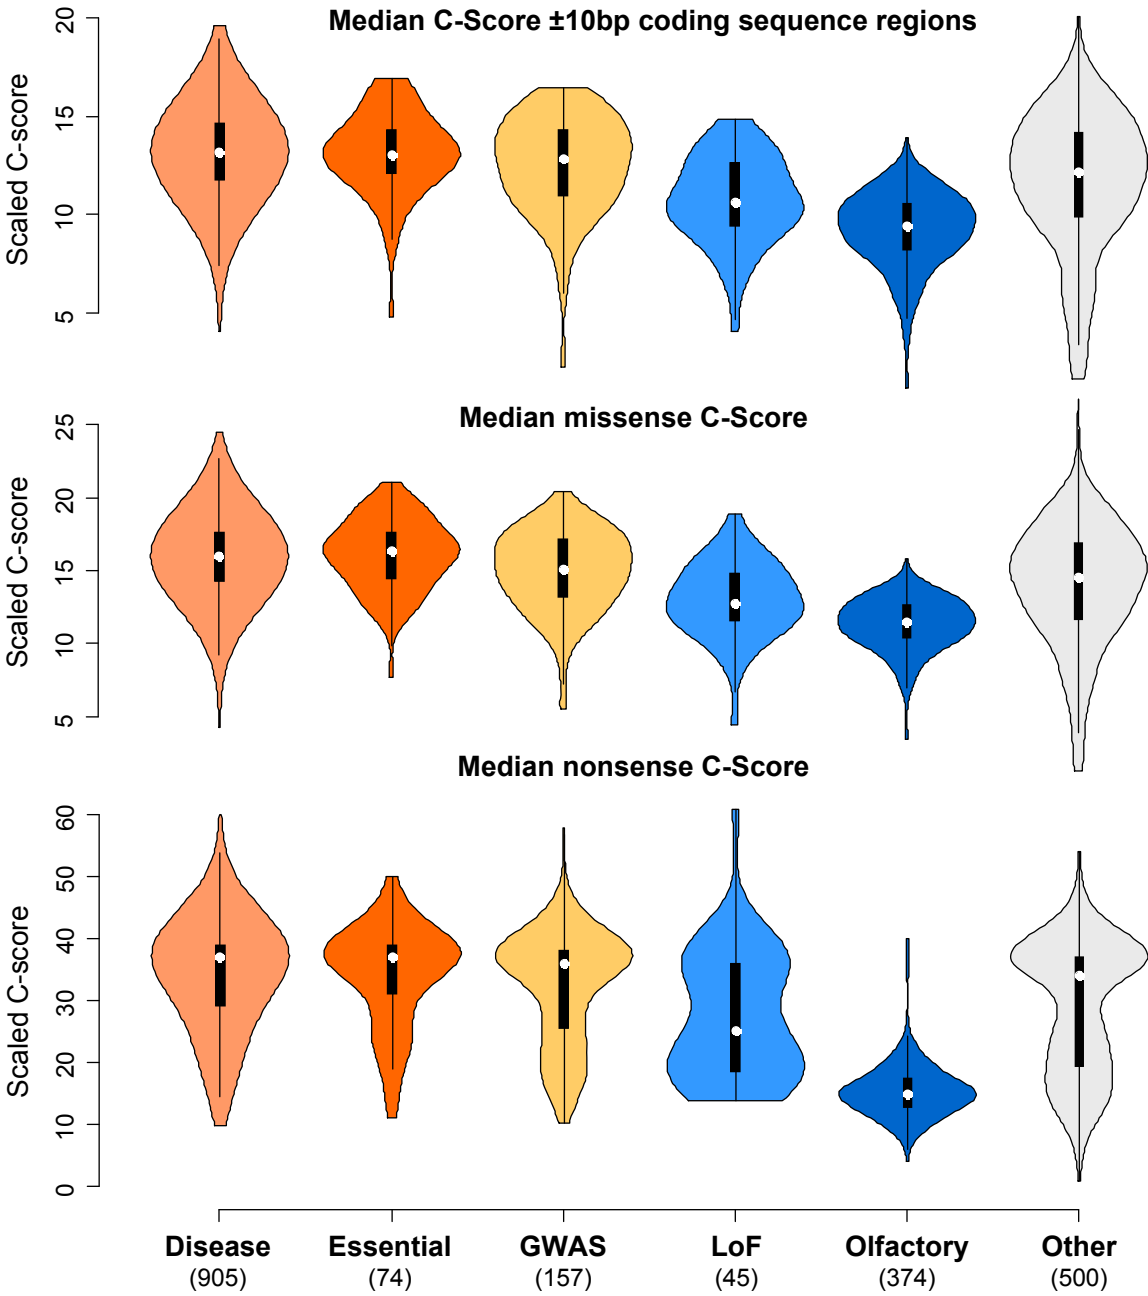 Median C-Score ±10bp coding sequence regions
Scaled C-score
20
15
10
5
Median missense C-Score
Scaled C-score
25
20
15
10
5
Median nonsense C-Score
Scaled C-score
60
50
40
30
20
10
0
Disease Essential GWAS LoF Olfactory Other
(905) (74) (157) (45) (374) (500)